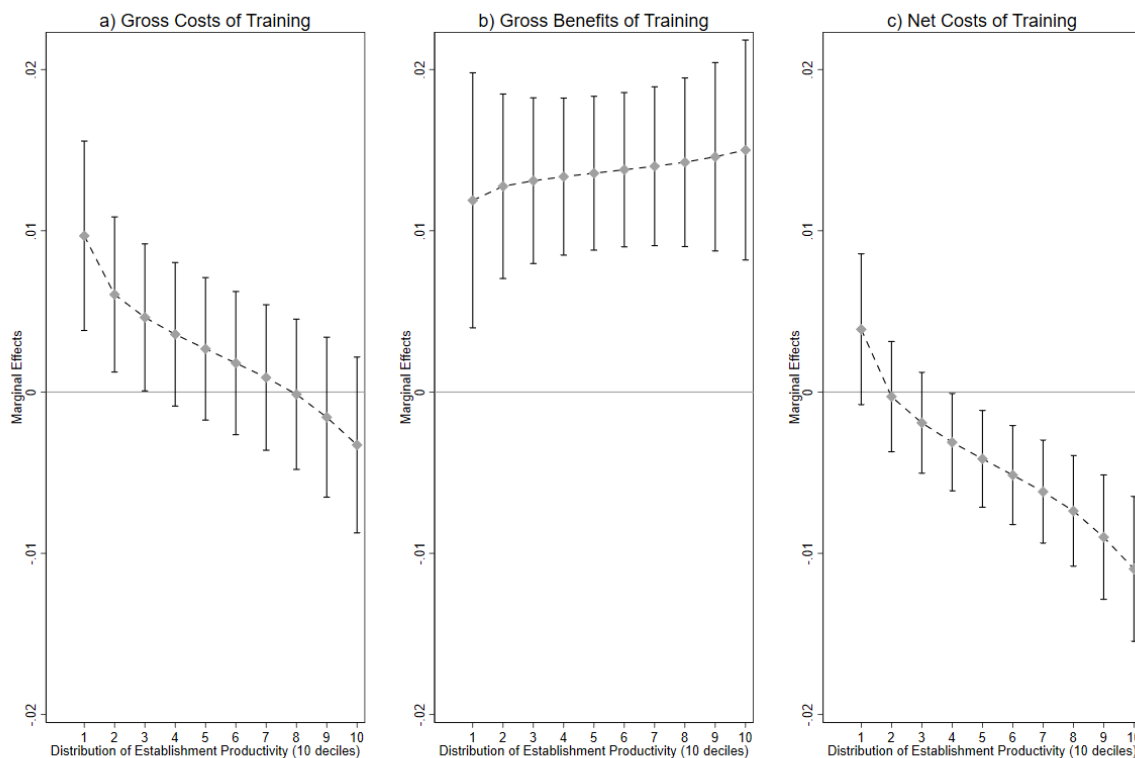 a) Gross Costs of Training
b) Gross Benefits of Training
c) Net Costs of Training
.02
.01
0
-.01
-.02
Marginal Effects
1 2 3 4 5 6 7 8 9 10
Distribution of Establishment Productivity (10 deciles)
.02
.01
0
-.01
-.02
Marginal Effects
1 2 3 4 5 6 7 8 9 10
Distribution of Establishment Productivity (10 deciles)
.02
.01
0
-.01
-.02
Marginal Effects
1 2 3 4 5 6 7 8 9 10
Distribution of Establishment Productivity (10 deciles)